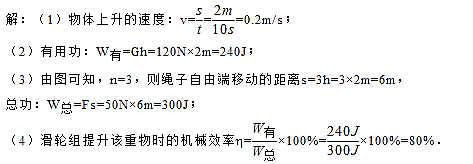 解：（1）物体上升的速度：v=s/t=2m/10s=0.2m/s；
（2）有用功：W有=Gh=120N×2m=240J；
（3）由图可知，n=3，则绳子自由端移动的距离s=3h=3×2m=6m，
总功：W总=Fs=50N×6m=300J；
（4）滑轮组提升该重物时的机械效率η=W有/W总×100%=240J/300J×100%=80%．